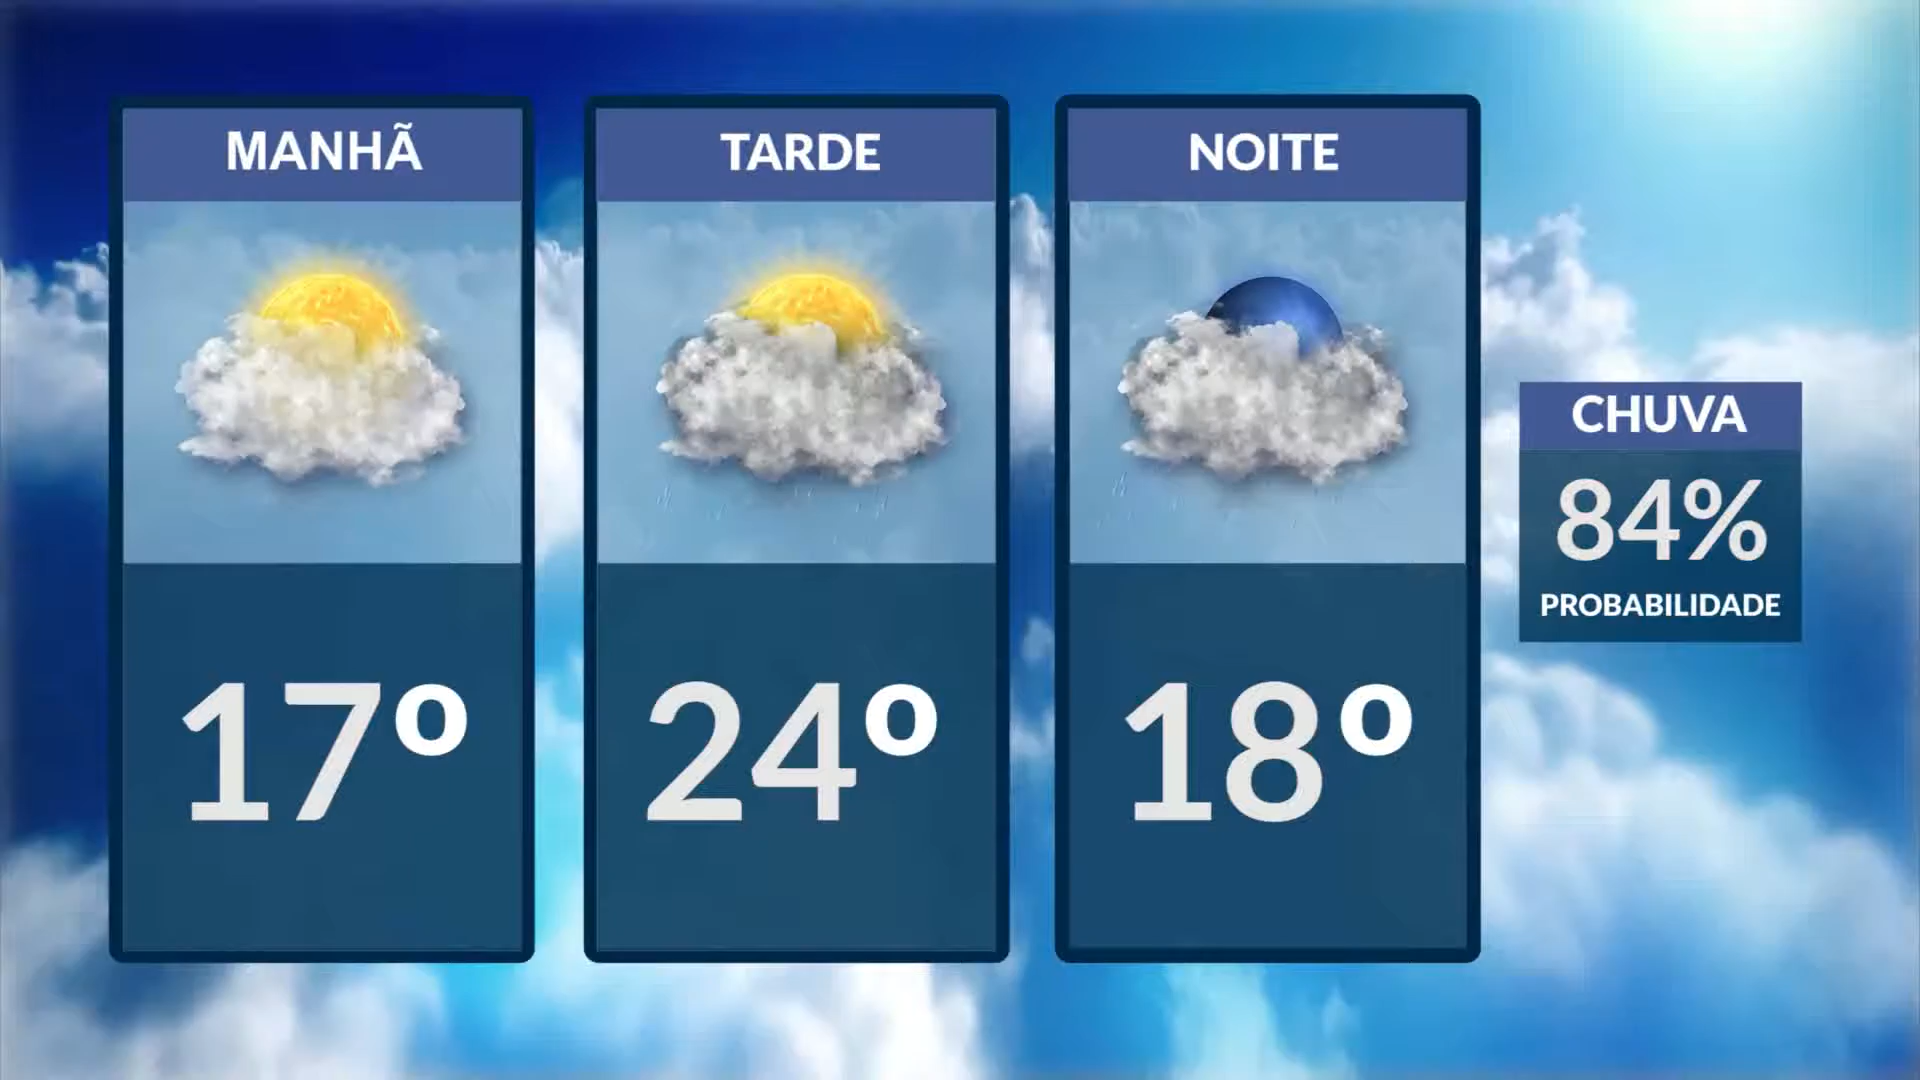 MANHÃ
17º
TARDE
24º
NOITE
18º
CHUVA
84%
PROBABILIDADE